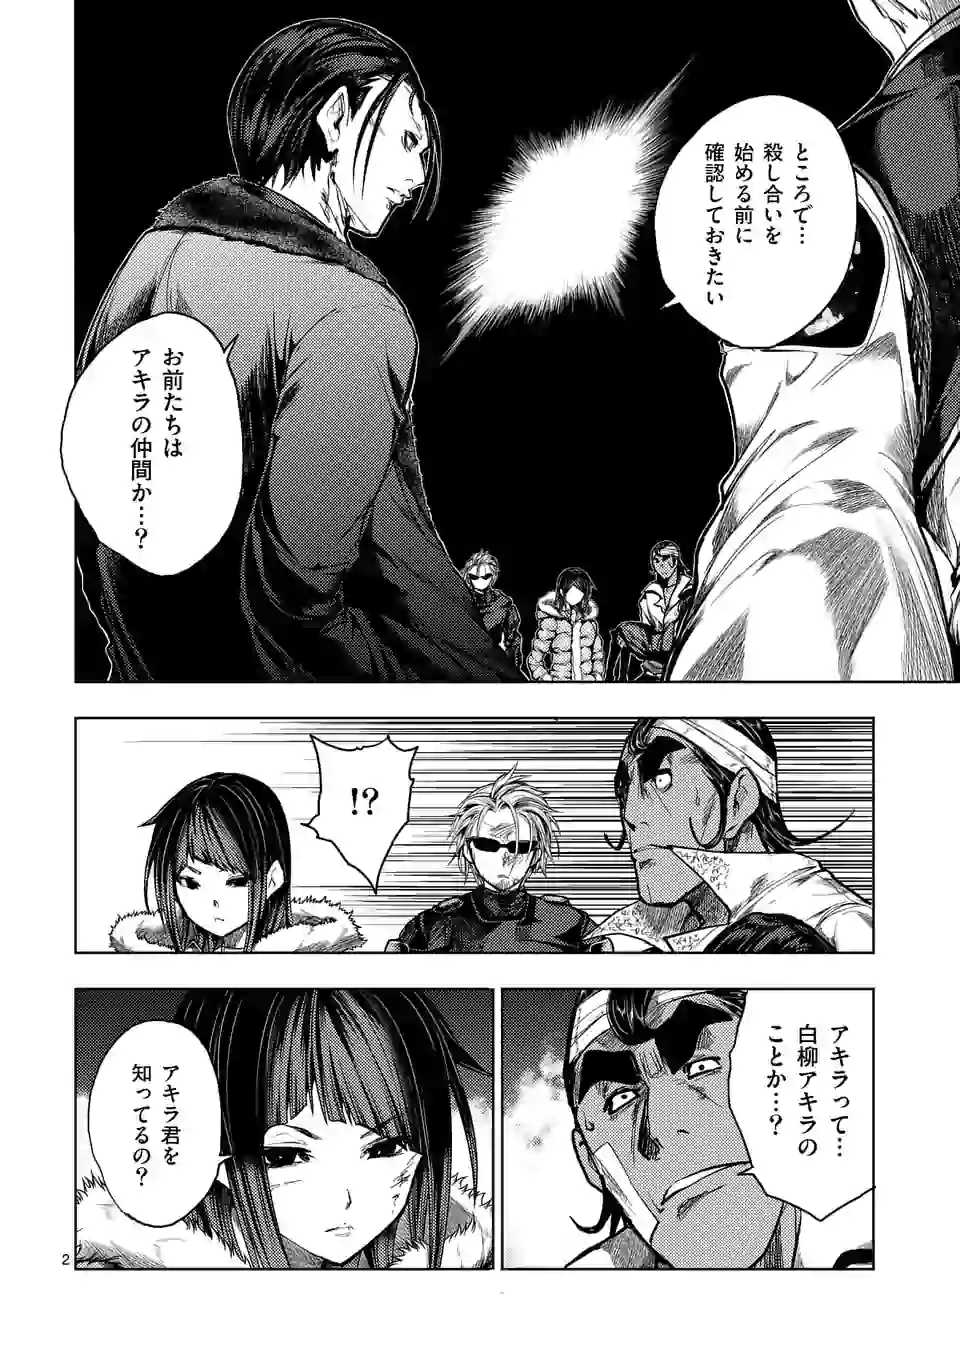 ところで…
殺し合いを
始める前に
確認しておきたい
お前たちは
アキラの仲間か…?
!?
アキラって…
白柳アキラの
ことか…?
アキラ君を
知ってるの?
2